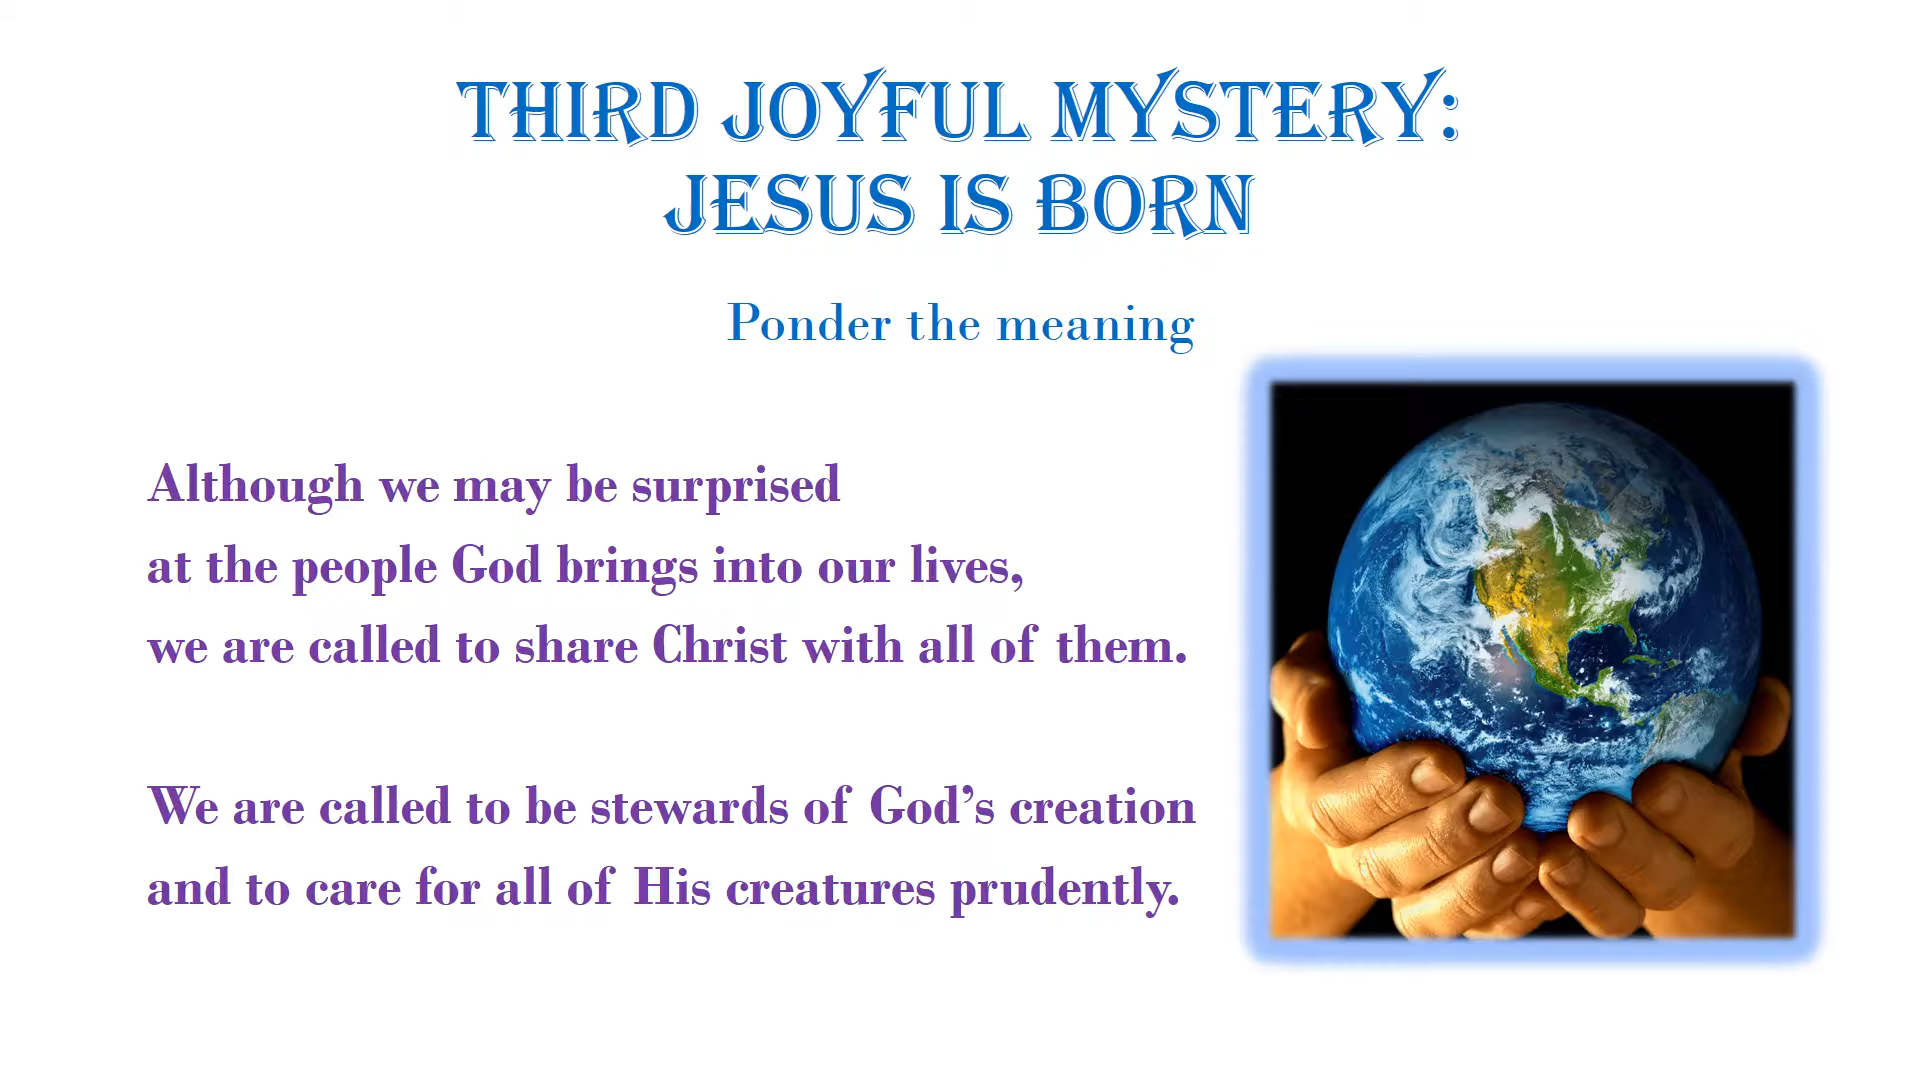 THIRD JOYFUL MYSTERY:
JESUS IS BORN
Ponder the meaning
Although we may be surprised
at the people God brings into our lives,
we are called to share Christ with all of them.
We are called to be stewards of God’s creation
and to care for all of His creatures prudently.